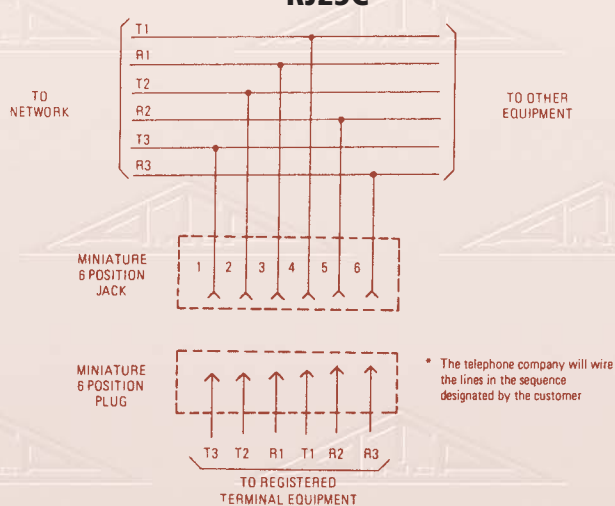 RJ25C
T1
R1
T2
R2
T3
R3
TO
NETWORK
TO OTHER
EQUIPMENT
MINIATURE
6 POSITION
JACK
1 2 3 4 5 6
MINIATURE
6 POSITION
PLUG
* The telephone company will wire
the lines in the sequence
designated by the customer
T3 T2 R1 T1 R2 R3
TO REGISTERED
TERMINAL EQUIPMENT